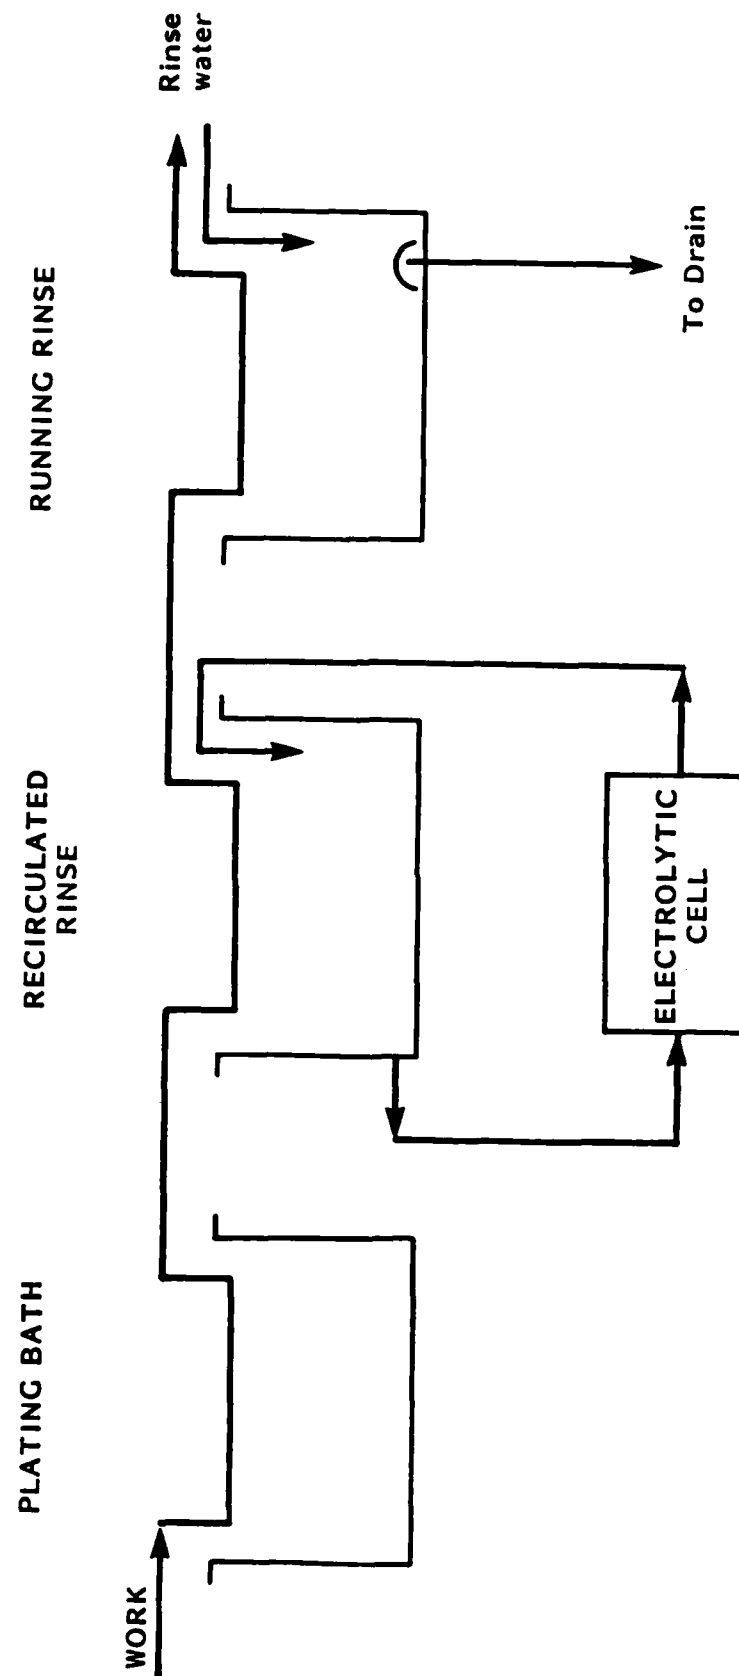 PLATING BATH
RECIRCULATED
RINSE
RUNNING RINSE
WORK
Rinse
water
ELECTROLYTIC
CELL
To Drain